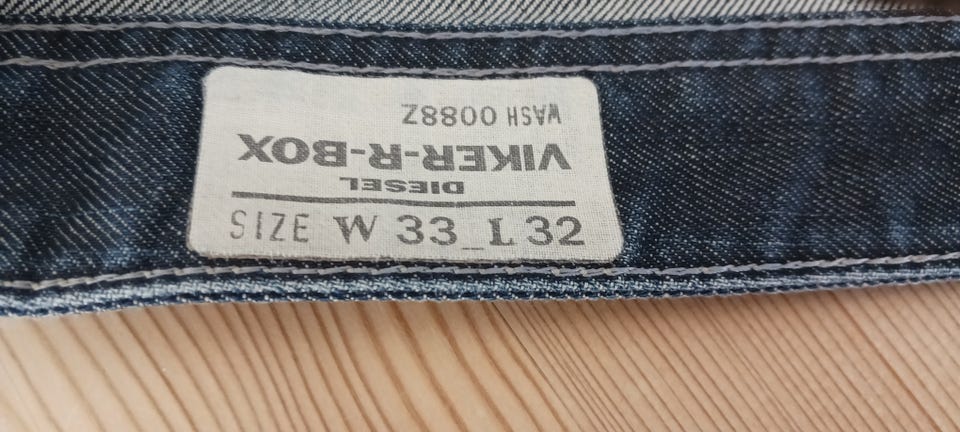 WASH 0088Z
VIKER-R-BOX
DIESEL
SIZE W 33_L 32